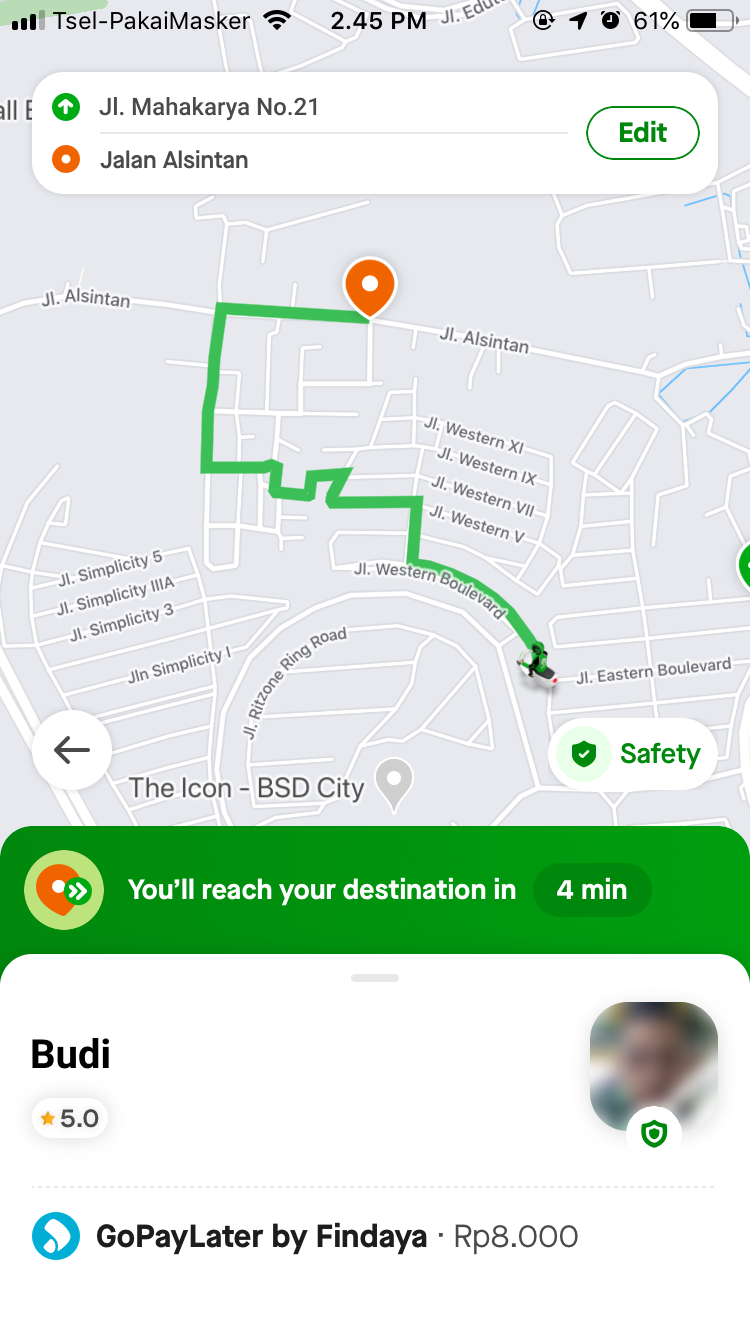 Tsel-PakaiMasker 2.45 PM 61%
Jl. Edu
all
Jl. Mahakarya No.21
Edit
Jalan Alsintan
Jl. Alsintan
Jl. Alsintan
Jl. Western XI
Jl. Western IX
Jl. Western VII
Jl. Western V
Jl. Simplicity 5
Jl. Simplicity IIIA
Jl. Simplicity 3
Jl. Western Boulevard
Jln Simplicity I
Jl. Ritzone Ring Road
Jl. Eastern Boulevard
Safety
The Icon - BSD City
You’ll reach your destination in 4 min
Budi
5.0
GoPayLater by Findaya · Rp8.000